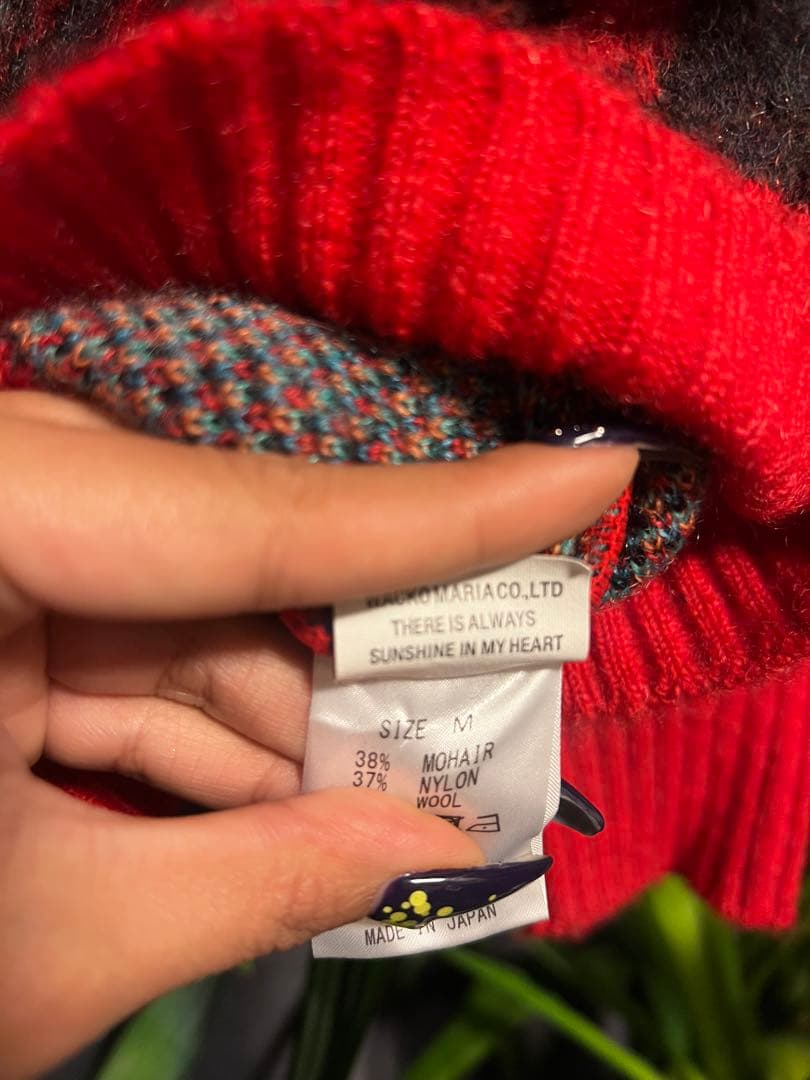 WACKO MARIA CO.,LTD
THERE IS ALWAYS
SUNSHINE IN MY HEART
SIZE M
38% MOHAIR
37% NYLON
WOOL
MADE IN JAPAN